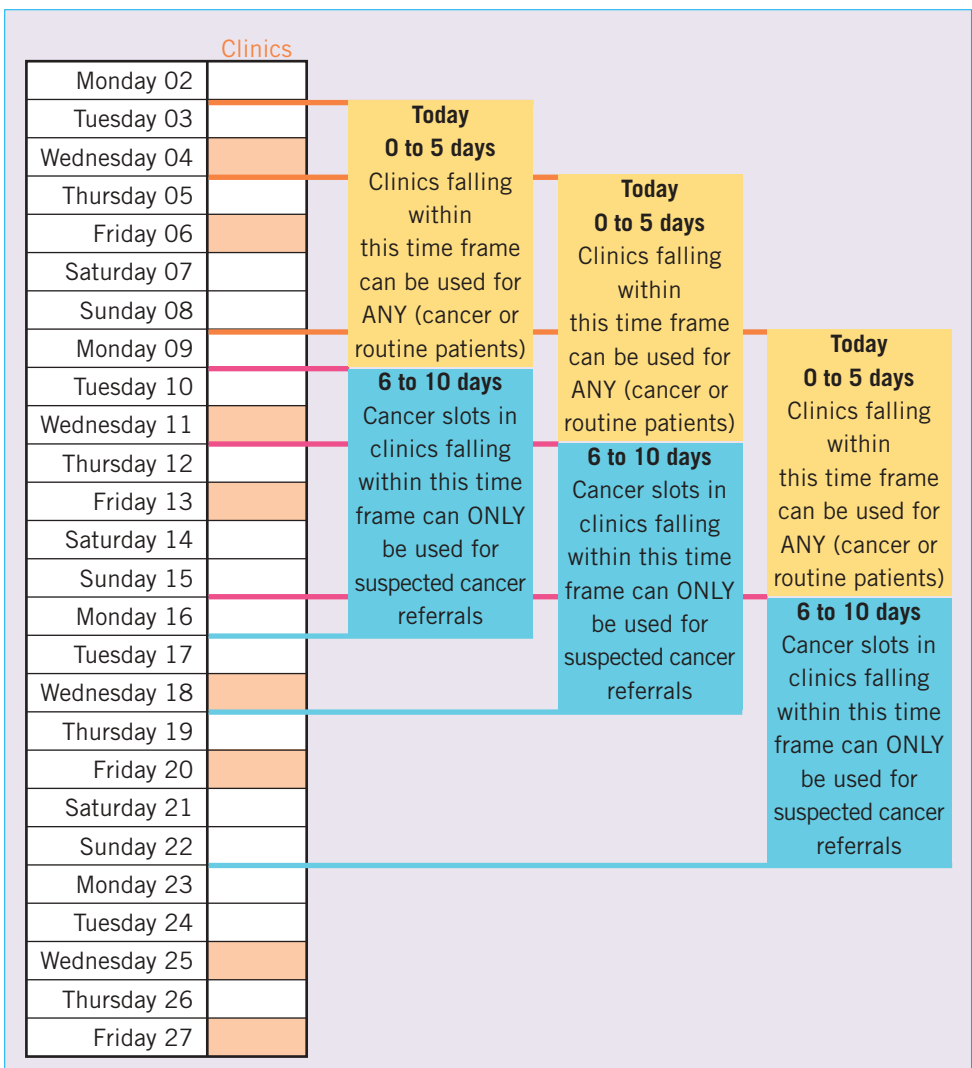 Clinics
Monday 02
Tuesday 03
Wednesday 04
Thursday 05
Friday 06
Saturday 07
Sunday 08
Monday 09
Tuesday 10
Wednesday 11
Thursday 12
Friday 13
Saturday 14
Sunday 15
Monday 16
Tuesday 17
Wednesday 18
Thursday 19
Friday 20
Saturday 21
Sunday 22
Monday 23
Tuesday 24
Wednesday 25
Thursday 26
Friday 27
Today
0 to 5 days
Clinics falling
within
this time frame
can be used for
ANY (cancer or
routine patients)
6 to 10 days
Cancer slots in
clinics falling
within this time
frame can ONLY
be used for
suspected cancer
referrals
Today
0 to 5 days
Clinics falling
within
this time frame
can be used for
ANY (cancer or
routine patients)
6 to 10 days
Cancer slots in
clinics falling
within this time
frame can ONLY
be used for
suspected cancer
referrals
Today
0 to 5 days
Clinics falling
within
this time frame
can be used for
ANY (cancer or
routine patients)
6 to 10 days
Cancer slots in
clinics falling
within this time
frame can ONLY
be used for
suspected cancer
referrals